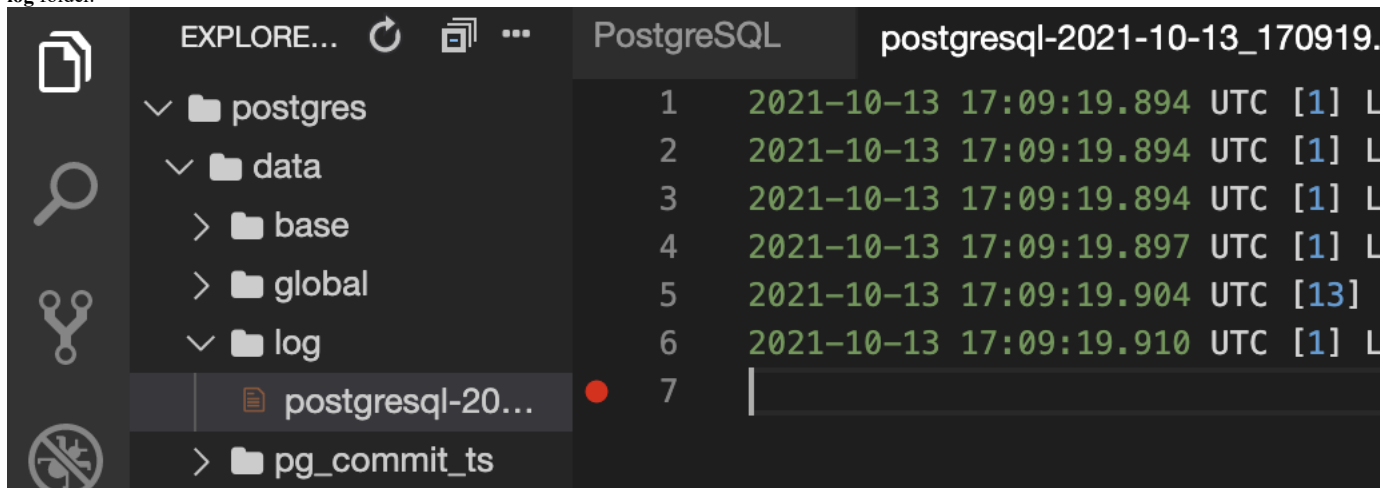 log folder.
EXPLORE... ...
postgres
data
base
global
log
postgresql-20...
pg_commit_ts
PostgreSQL postgresql-2021-10-13_170919.
1 2021-10-13 17:09:19.894 UTC [1] L
2 2021-10-13 17:09:19.894 UTC [1] L
3 2021-10-13 17:09:19.894 UTC [1] L
4 2021-10-13 17:09:19.897 UTC [1] L
5 2021-10-13 17:09:19.904 UTC [13]
6 2021-10-13 17:09:19.910 UTC [1] L
7